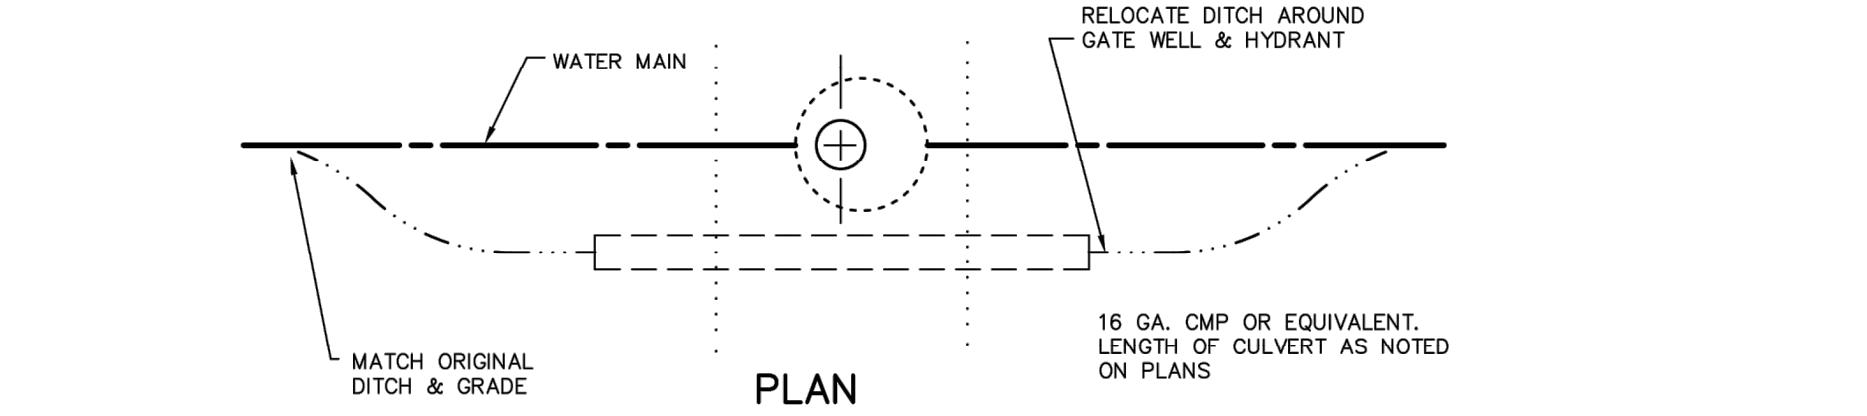 RELOCATE DITCH AROUND
GATE WELL & HYDRANT
WATER MAIN
16 GA. CMP OR EQUIVALENT.
LENGTH OF CULVERT AS NOTED
ON PLANS
MATCH ORIGINAL
DITCH & GRADE
PLAN